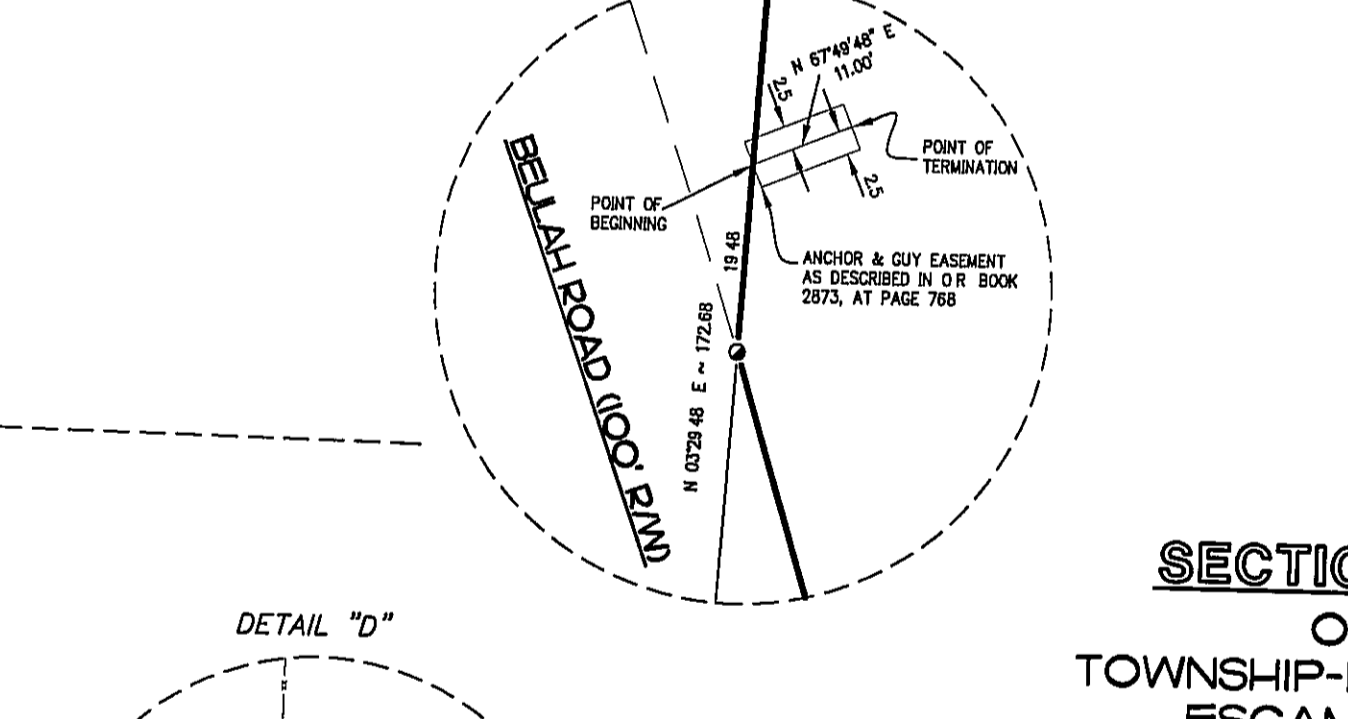 N 67°49'48" E
11.00'
2.5
POINT OF
TERMINATION
2.5
POINT OF
BEGINNING
BEULAH ROAD (100' R/W)
19 48
ANCHOR & GUY EASEMENT
AS DESCRIBED IN O R BOOK
2873, AT PAGE 768
N 03°29 48 E ~ 172.68
DETAIL "D"
TOWNSHIP-